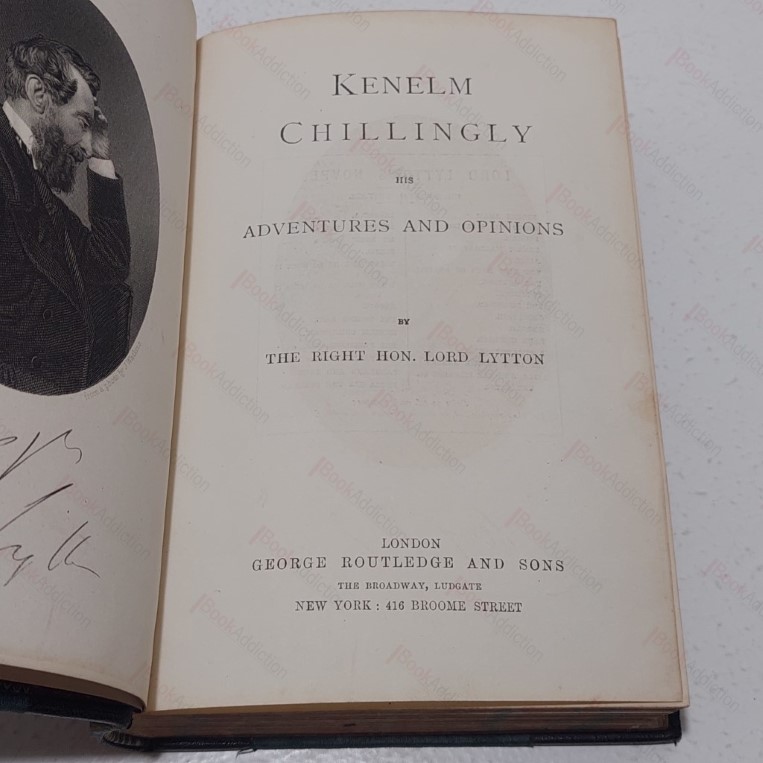 KENELM
CHILLINGLY
HIS
ADVENTURES AND OPINIONS
BY
THE RIGHT HON. LORD LYTTON
LONDON
GEORGE ROUTLEDGE AND SONS
THE BROADWAY, LUDGATE
NEW YORK: 416 BROOME STREET
BookAddiction